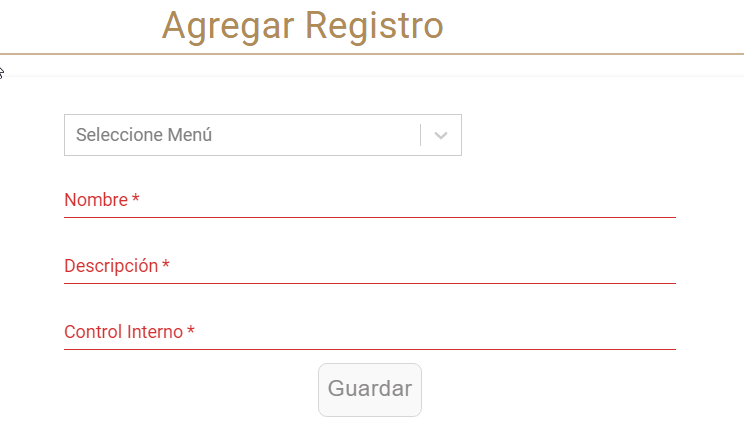 Agregar Registro
Seleccione Menú
Nombre *
Descripción *
Control Interno *
Guardar